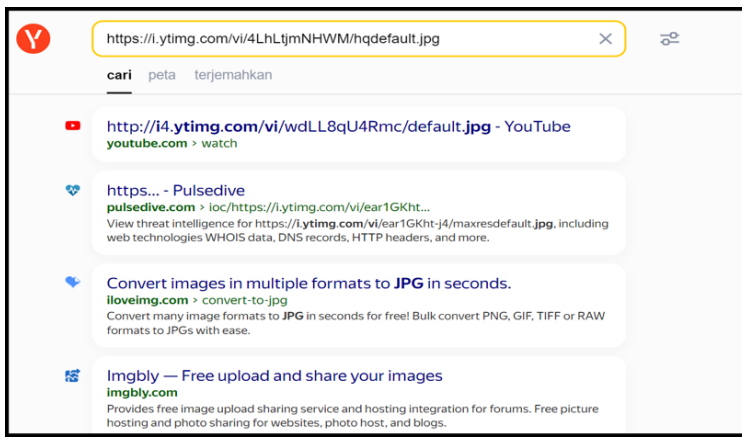 Y
https://i.ytimg.com/vi/4LhLtjmNHWM/hqdefault.jpg
cari peta terjemahkan
http://i4.ytimg.com/vi/wdLL8qU4Rmc/default.jpg - YouTube
youtube.com › watch
https... - Pulsedive
pulsedive.com › ioc/https://i.ytimg.com/vi/ear1GKht...
View threat intelligence for https://i.ytimg.com/vi/ear1GKht-j4/maxresdefault.jpg, including
web technologies WHOIS data, DNS records, HTTP headers, and more.
Convert images in multiple formats to JPG in seconds.
iloveimg.com › convert-to-jpg
Convert many image formats to JPG in seconds for free! Bulk convert PNG, GIF, TIFF or RAW
formats to JPGs with ease.
Imgbly — Free upload and share your images
imgbly.com
Provides free image upload sharing service and hosting integration for forums. Free picture
hosting and photo sharing for websites, photo host, and blogs.